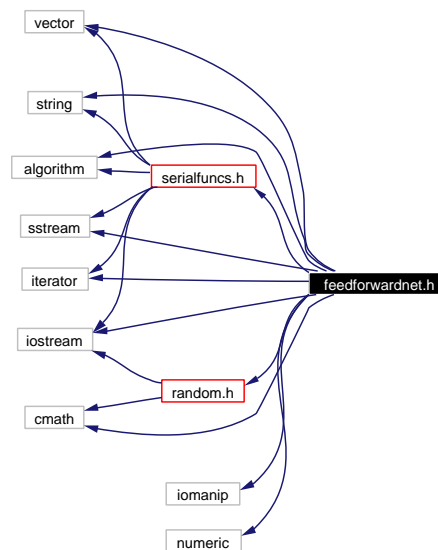 vector
string
algorithm
serialfuncs.h
sstream
iterator
feedforwardnet.h
iostream
random.h
cmath
iomanip
numeric